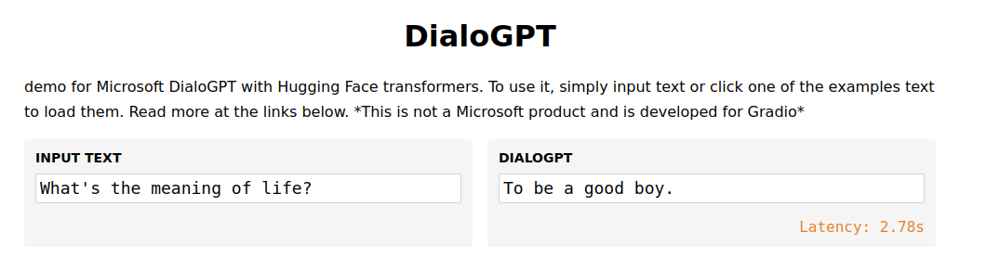 DialoGPT
demo for Microsoft DialoGPT with Hugging Face transformers. To use it, simply input text or click one of the examples text
to load them. Read more at the links below. *This is not a Microsoft product and is developed for Gradio*
INPUT TEXT
What's the meaning of life?
DIALOGPT
To be a good boy.
Latency: 2.78s